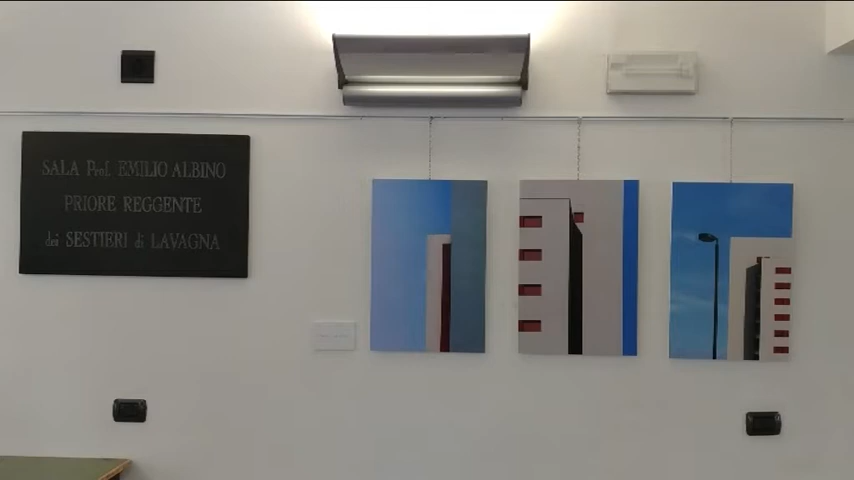 SALA Prof. EMILIO ALBINO
PRIORE REGGENTE
dei SESTIERI di LAVAGNA